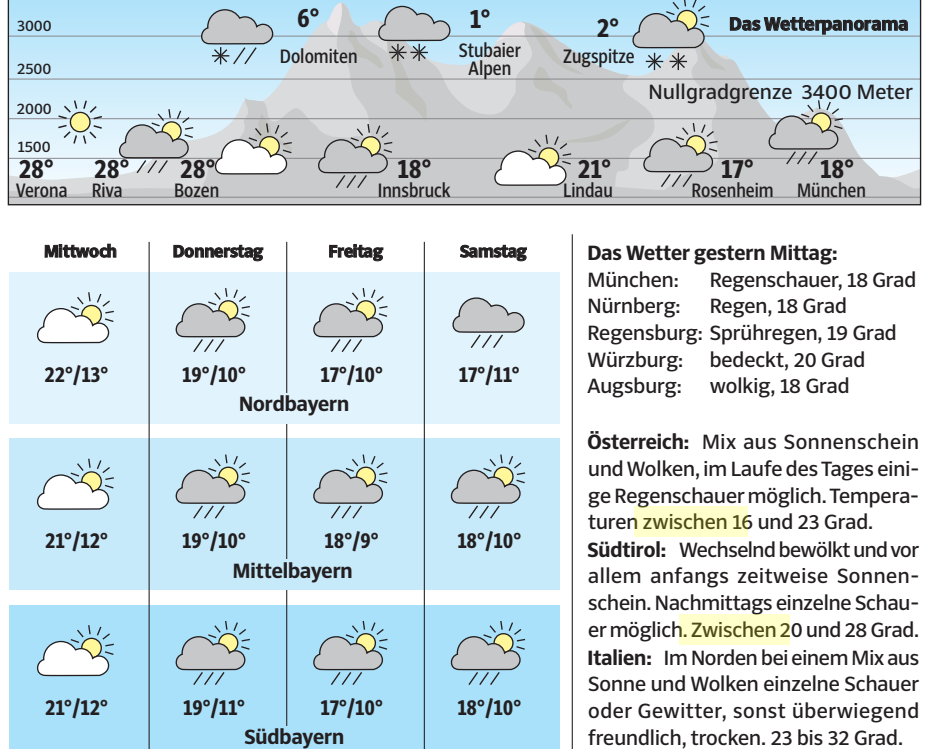 Das Wetterpanorama
3000
2500
2000
1500
6°
Dolomiten
1°
Stubaier
Alpen
2°
Zugspitze
Nullgradgrenze 3400 Meter
28°
Verona
28°
Riva
28°
Bozen
18°
Innsbruck
21°
Lindau
17°
Rosenheim
18°
München
Mittwoch Donnerstag Freitag Samstag
22°/13° 19°/10° 17°/10° 17°/11°
Nordbayern
21°/12° 19°/10° 18°/9° 18°/10°
Mittelbayern
21°/12° 19°/11° 17°/10° 18°/10°
Südbayern
Das Wetter gestern Mittag:
München: Regenschauer, 18 Grad
Nürnberg: Regen, 18 Grad
Regensburg: Sprühregen, 19 Grad
Würzburg: bedeckt, 20 Grad
Augsburg: wolkig, 18 Grad
Österreich: Mix aus Sonnenschein
und Wolken, im Laufe des Tages eini-
ge Regenschauer möglich. Tempera-
turen zwischen 16 und 23 Grad.
Südtirol: Wechselnd bewölkt und vor
allem anfangs zeitweise Sonnen-
schein. Nachmittags einzelne Schau-
er möglich. Zwischen 20 und 28 Grad.
Italien: Im Norden bei einem Mix aus
Sonne und Wolken einzelne Schauer
oder Gewitter, sonst überwiegend
freundlich, trocken. 23 bis 32 Grad.